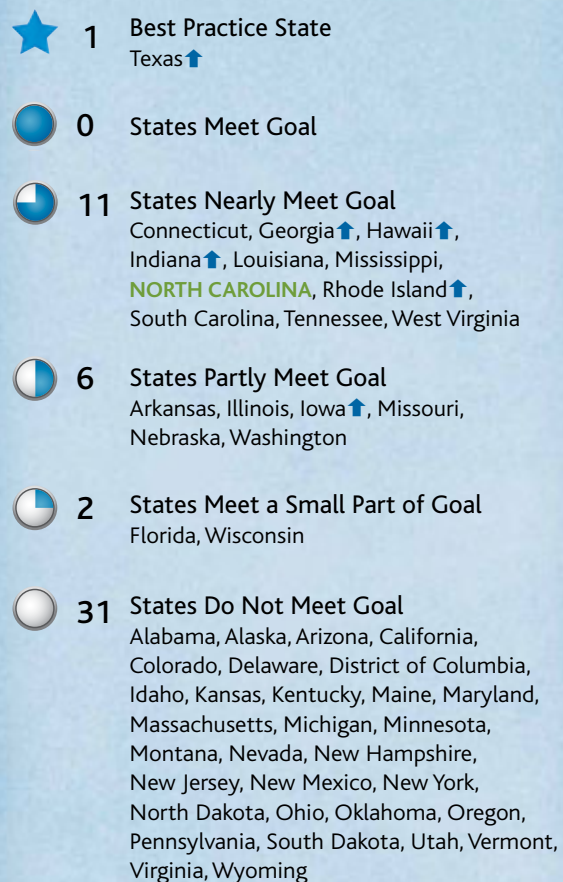 1 Best Practice State
Texas⬆
0 States Meet Goal
11 States Nearly Meet Goal
Connecticut, Georgia⬆, Hawaii⬆,
Indiana⬆, Louisiana, Mississippi,
NORTH CAROLINA, Rhode Island⬆,
South Carolina, Tennessee, West Virginia
6 States Partly Meet Goal
Arkansas, Illinois, Iowa⬆, Missouri,
Nebraska, Washington
2 States Meet a Small Part of Goal
Florida, Wisconsin
31 States Do Not Meet Goal
Alabama, Alaska, Arizona, California,
Colorado, Delaware, District of Columbia,
Idaho, Kansas, Kentucky, Maine, Maryland,
Massachusetts, Michigan, Minnesota,
Montana, Nevada, New Hampshire,
New Jersey, New Mexico, New York,
North Dakota, Ohio, Oklahoma, Oregon,
Pennsylvania, South Dakota, Utah, Vermont,
Virginia, Wyoming